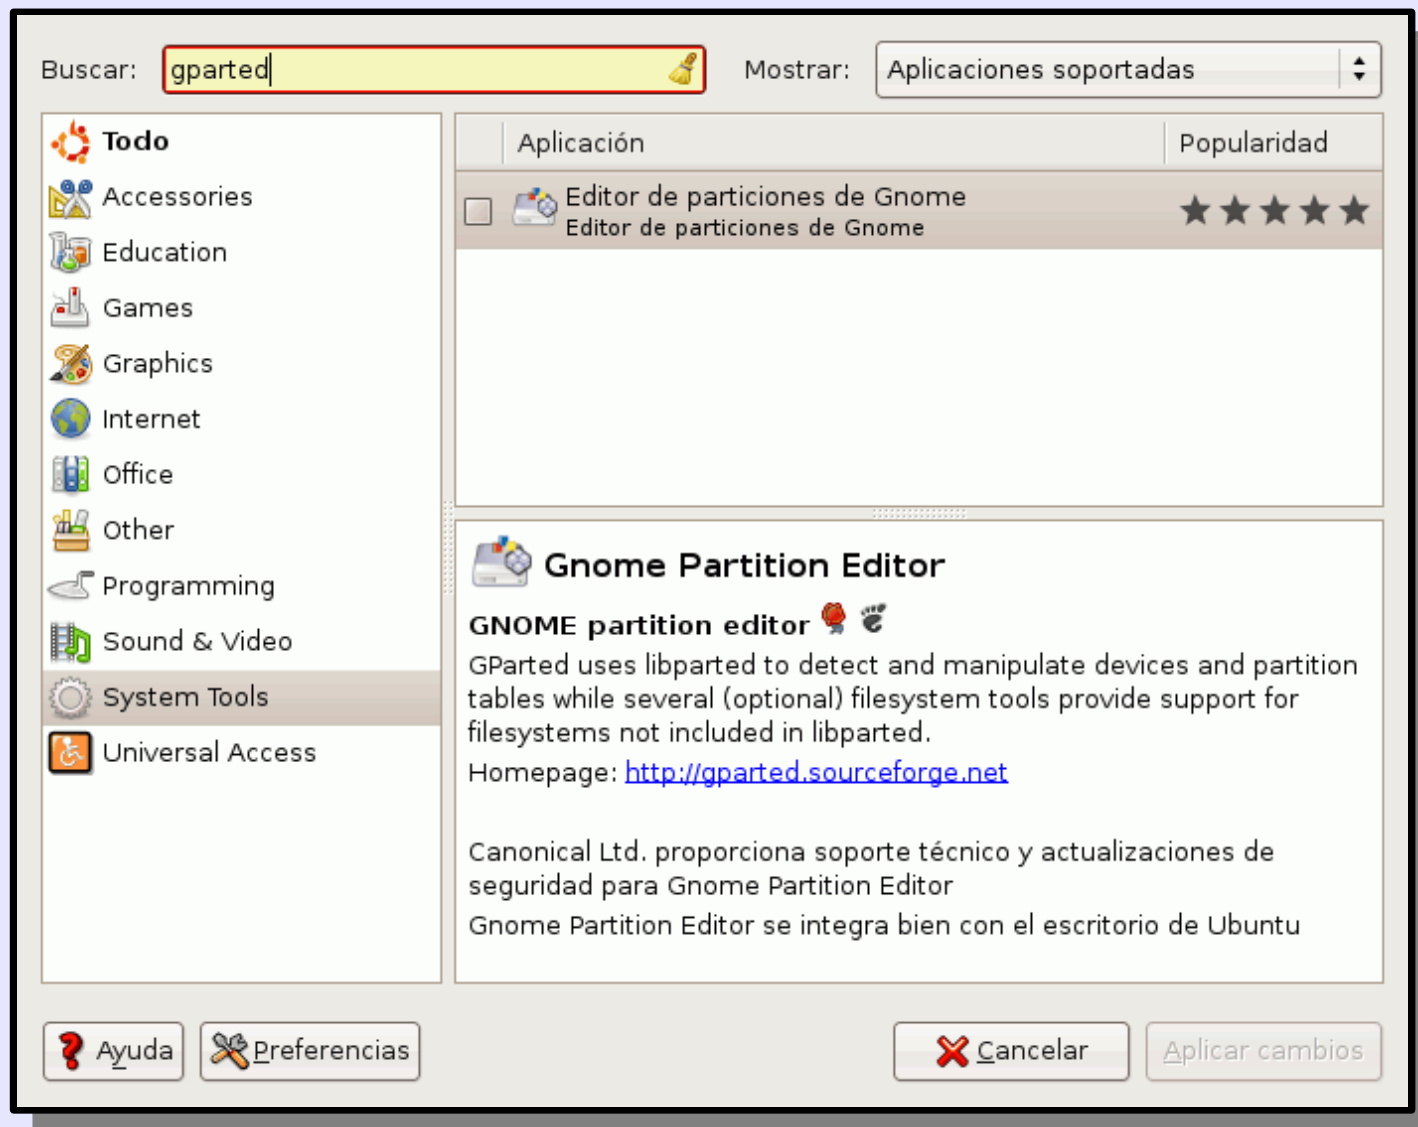 Buscar: gparted Mostrar: Aplicaciones soportadas
Todo
Accessories
Education
Games
Graphics
Internet
Office
Other
Programming
Sound & Video
System Tools
Universal Access
Aplicación Popularidad
Editor de particiones de Gnome
Editor de particiones de Gnome
Gnome Partition Editor
GNOME partition editor
GParted uses libparted to detect and manipulate devices and partition
tables while several (optional) filesystem tools provide support for
filesystems not included in libparted.
Homepage: http://gparted.sourceforge.net
Canonical Ltd. proporciona soporte técnico y actualizaciones de
seguridad para Gnome Partition Editor
Gnome Partition Editor se integra bien con el escritorio de Ubuntu
Ayuda Preferencias Cancelar Aplicar cambios